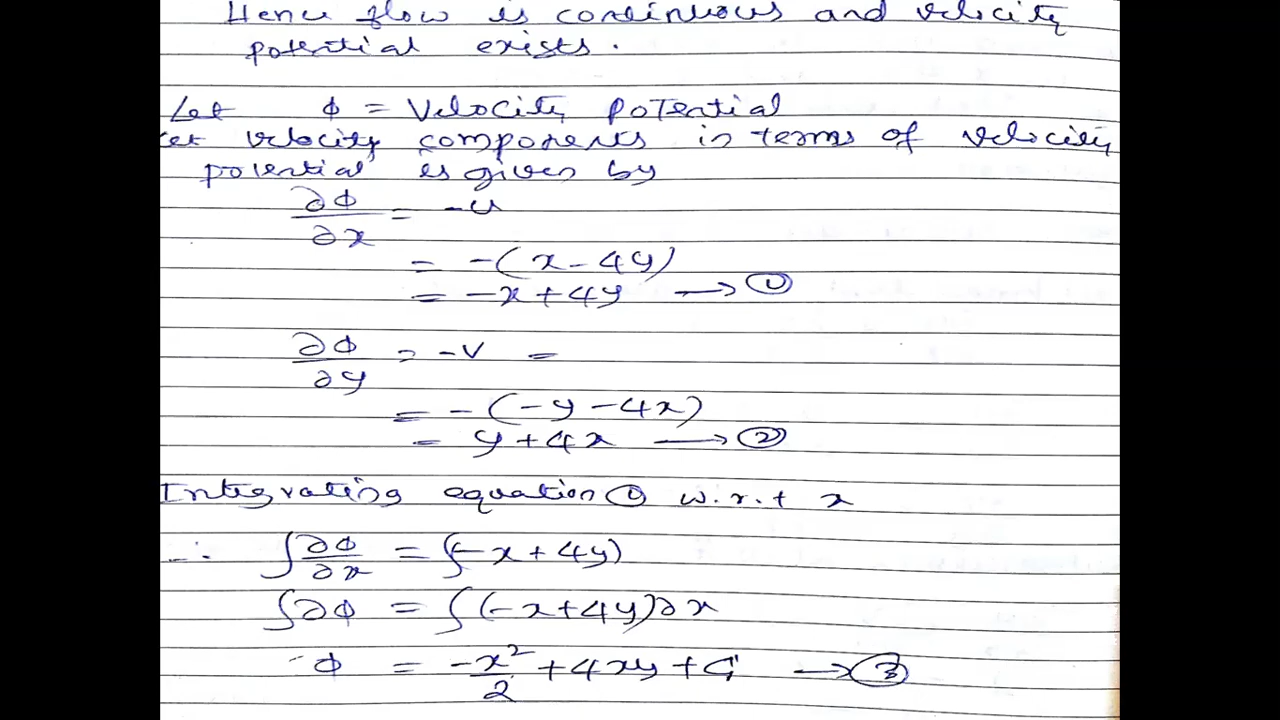 Hence flow is continuous and velocity
potential exists.
Let ϕ = Velocity Potential
Let velocity components in terms of velocity
potential is given by
∂ϕ/∂x = -u
= -(x - 4y)
= -x + 4y → ①
∂ϕ/∂y = -v =
= -(-y - 4x)
= y + 4x → ②
Integrating equation ① w.r.t x
∴ ∫∂ϕ/∂x = ∫(-x + 4y)
∫∂ϕ = ∫(-x + 4y)∂x
ϕ = -x²/2 + 4xy + C₁ → ③